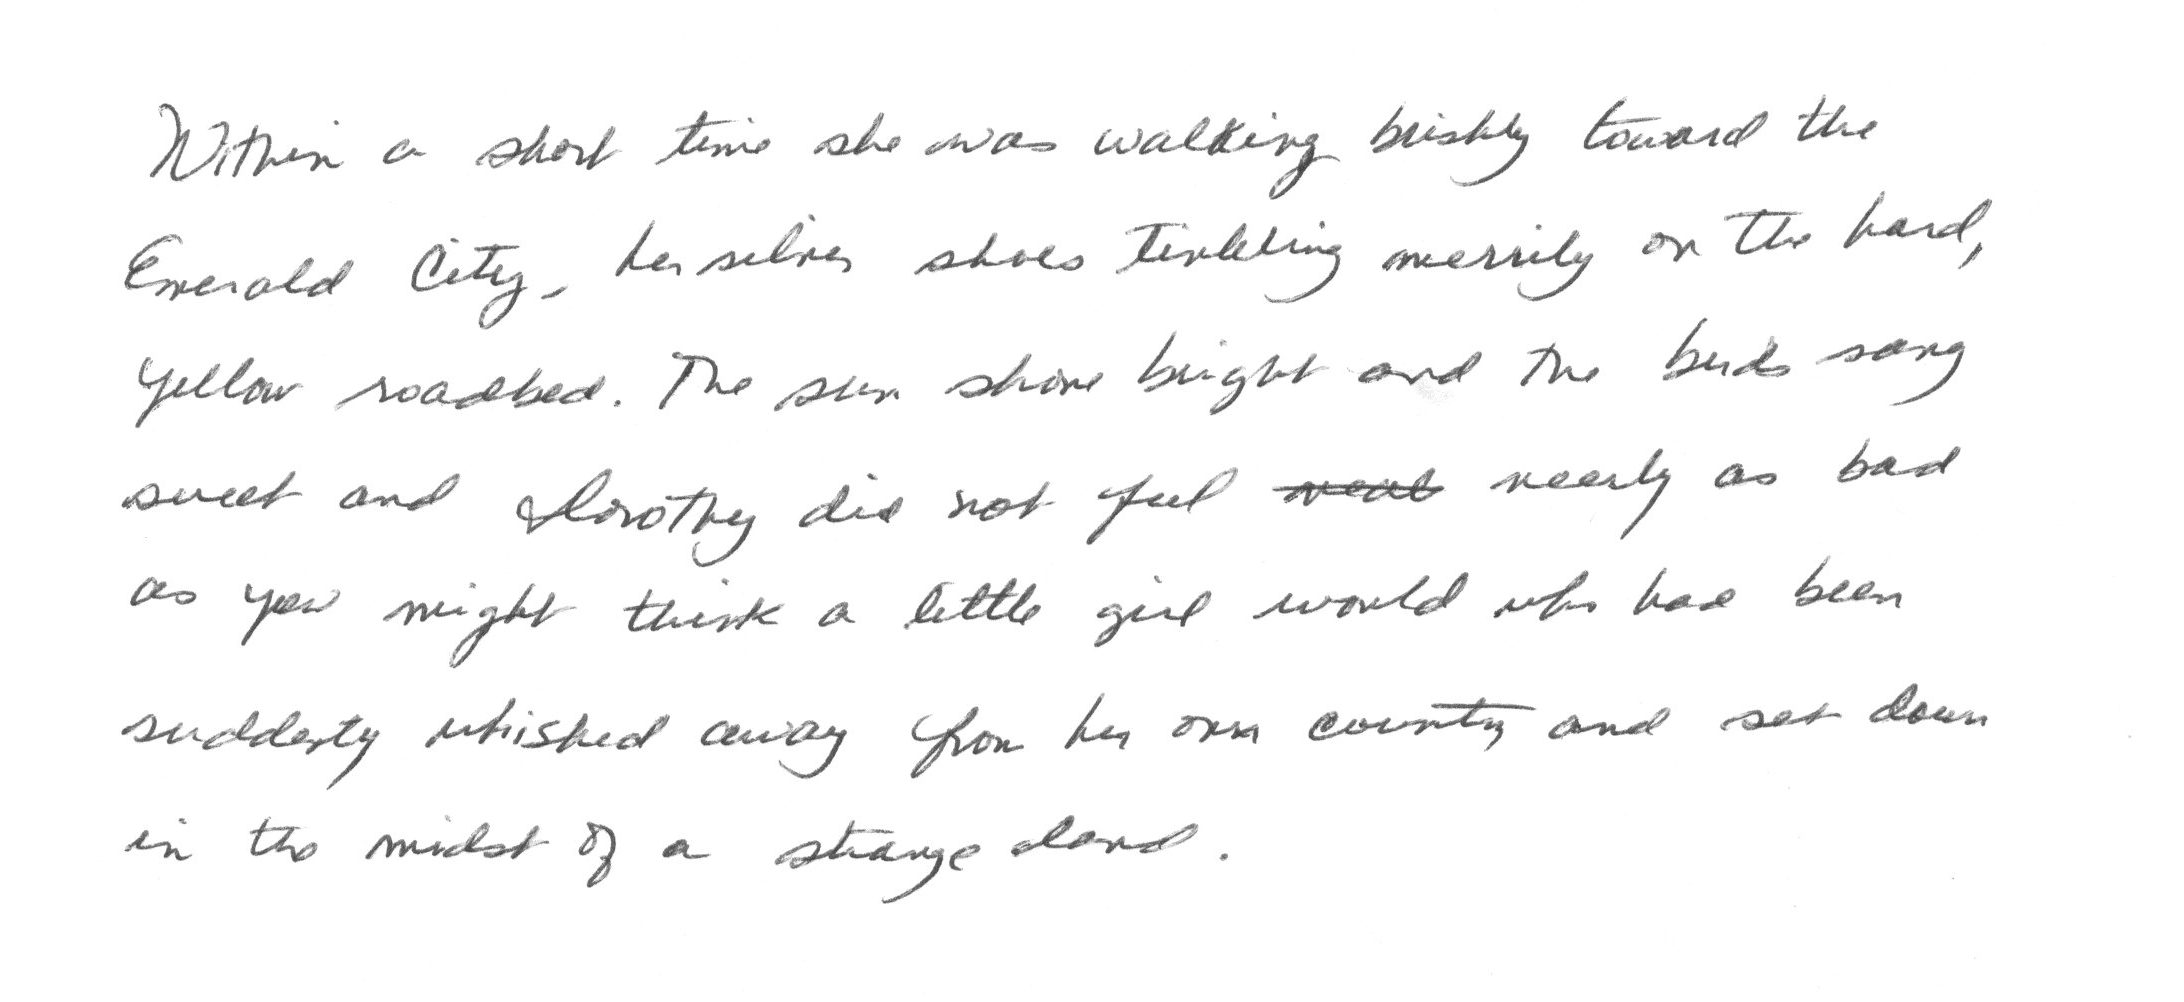 Within a short time she was walking briskly toward the
Emerald City, her silver shoes tinkling merrily on the hard,
yellow roadbed. The sun shone bright and the birds sang
sweet and Dorothy did not feel nearly as bad
as you might think a little girl would who had been
suddenly whisked away from her own country and set down
in the midst of a strange land.